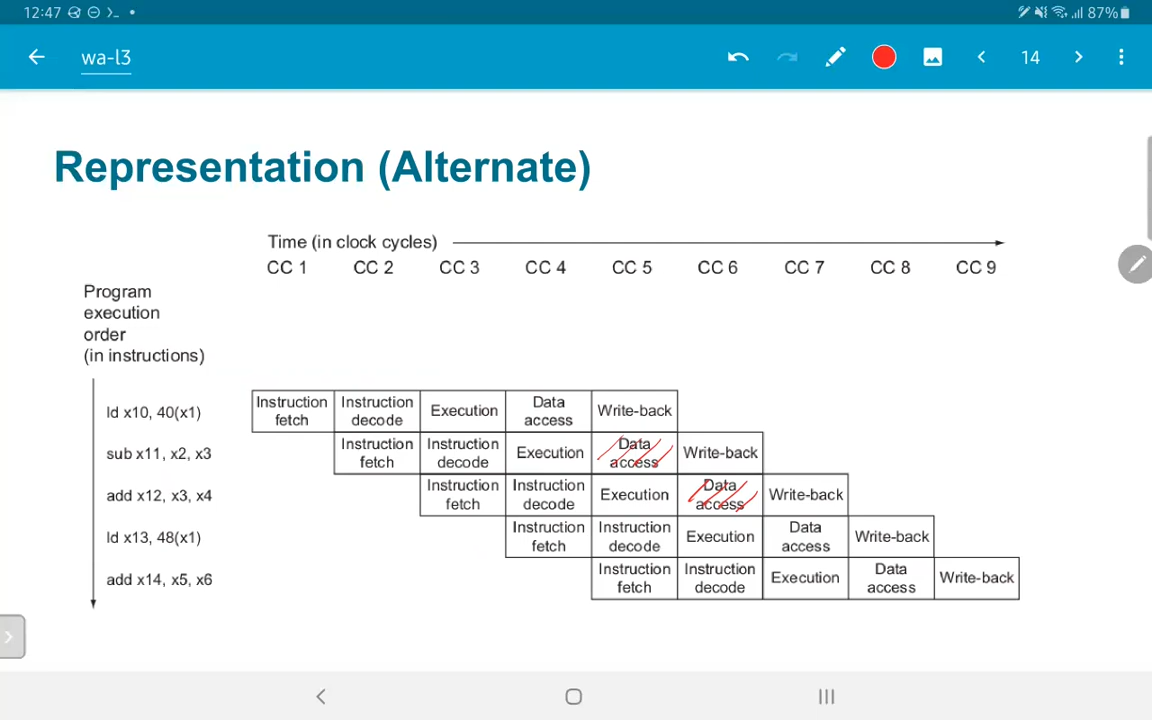 12:47
87%
wa-l3
14
Representation (Alternate)
Time (in clock cycles)
CC 1 CC 2 CC 3 CC 4 CC 5 CC 6 CC 7 CC 8 CC 9
Program
execution
order
(in instructions)
ld x10, 40(x1) Instruction fetch Instruction decode Execution Data access Write-back
sub x11, x2, x3 Instruction fetch Instruction decode Execution Data access Write-back
add x12, x3, x4 Instruction fetch Instruction decode Execution Data access Write-back
ld x13, 48(x1) Instruction fetch Instruction decode Execution Data access Write-back
add x14, x5, x6 Instruction fetch Instruction decode Execution Data access Write-back